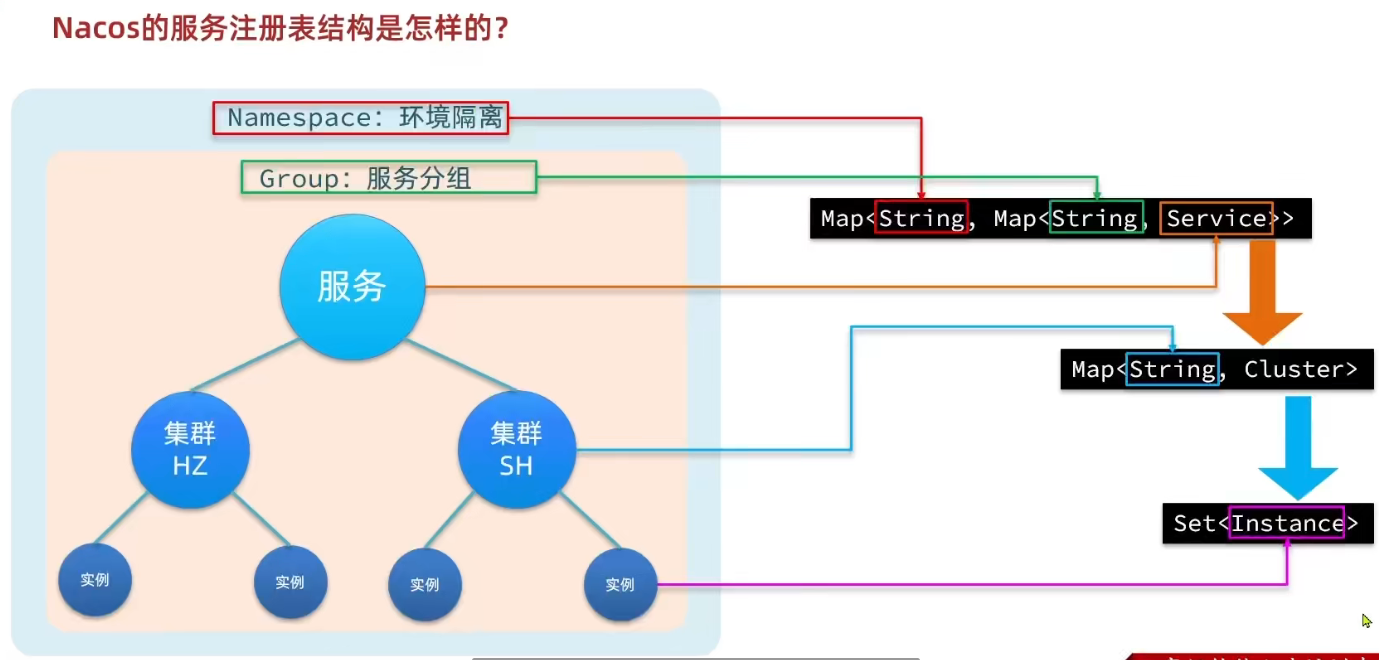 Nacos的服务注册表结构是怎样的?
Namespace: 环境隔离
Group: 服务分组
Map<String, Map<String, Service>>
服务
Map<String, Cluster>
集群
HZ
集群
SH
Set<Instance>
实例
实例
实例
实例